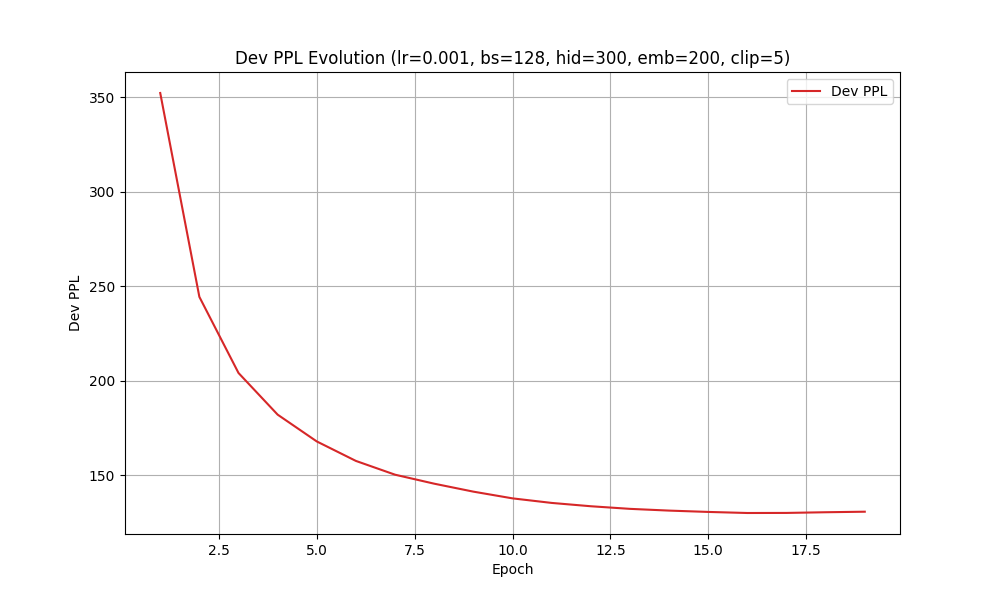 Dev PPL Evolution (lr=0.001, bs=128, hid=300, emb=200, clip=5)
Dev PPL
350
300
250
200
150
Dev PPL
2.5 5.0 7.5 10.0 12.5 15.0 17.5
Epoch